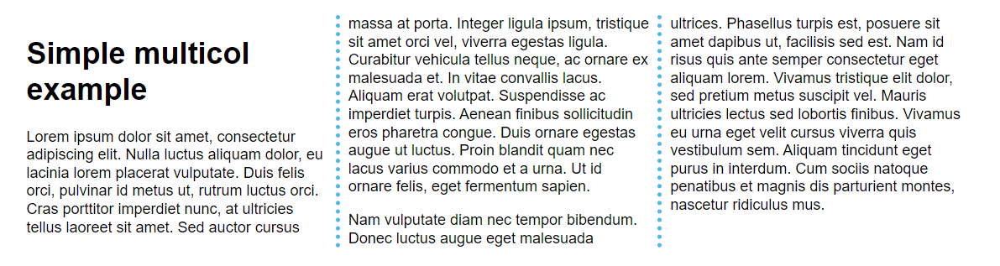 Simple multicol
example
Lorem ipsum dolor sit amet, consectetur
adipiscing elit. Nulla luctus aliquam dolor, eu
lacinia lorem placerat vulputate. Duis felis
orci, pulvinar id metus ut, rutrum luctus orci.
Cras porttitor imperdiet nunc, at ultricies
tellus laoreet sit amet. Sed auctor cursus
massa at porta. Integer ligula ipsum, tristique
sit amet orci vel, viverra egestas ligula.
Curabitur vehicula tellus neque, ac ornare ex
malesuada et. In vitae convallis lacus.
Aliquam erat volutpat. Suspendisse ac
imperdiet turpis. Aenean finibus sollicitudin
eros pharetra congue. Duis ornare egestas
augue ut luctus. Proin blandit quam nec
lacus varius commodo et a urna. Ut id
ornare felis, eget fermentum sapien.
Nam vulputate diam nec tempor bibendum.
Donec luctus augue eget malesuada
ultrices. Phasellus turpis est, posuere sit
amet dapibus ut, facilisis sed est. Nam id
risus quis ante semper consectetur eget
aliquam lorem. Vivamus tristique elit dolor,
sed pretium metus suscipit vel. Mauris
ultricies lectus sed lobortis finibus. Vivamus
eu urna eget velit cursus viverra quis
vestibulum sem. Aliquam tincidunt eget
purus in interdum. Cum sociis natoque
penatibus et magnis dis parturient montes,
nascetur ridiculus mus.